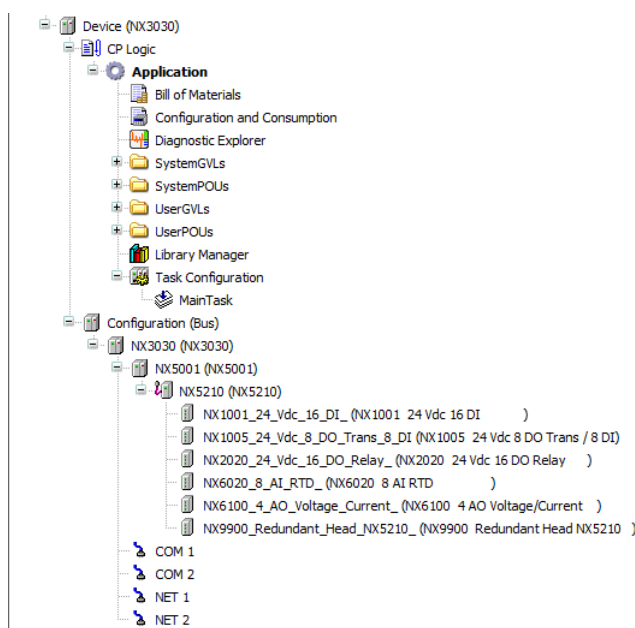 Device (NX3030)
CP Logic
Application
Bill of Materials
Configuration and Consumption
Diagnostic Explorer
SystemGVLs
SystemPOUs
UserGVLs
UserPOUs
Library Manager
Task Configuration
MainTask
Configuration (Bus)
NX3030 (NX3030)
NX5001 (NX5001)
NX5210 (NX5210)
NX1001_24_Vdc_16_DI_ (NX1001 24 Vdc 16 DI )
NX1005_24_Vdc_8_DO_Trans_8_DI (NX1005 24 Vdc 8 DO Trans / 8 DI)
NX2020_24_Vdc_16_DO_Relay_ (NX2020 24 Vdc 16 DO Relay )
NX6020_8_AI_RTD_ (NX6020 8 AI RTD )
NX6100_4_AO_Voltage_Current_ (NX6100 4 AO Voltage/Current )
NX9900_Redundant_Head_NX5210_ (NX9900 Redundant Head NX5210 )
COM 1
COM 2
NET 1
NET 2